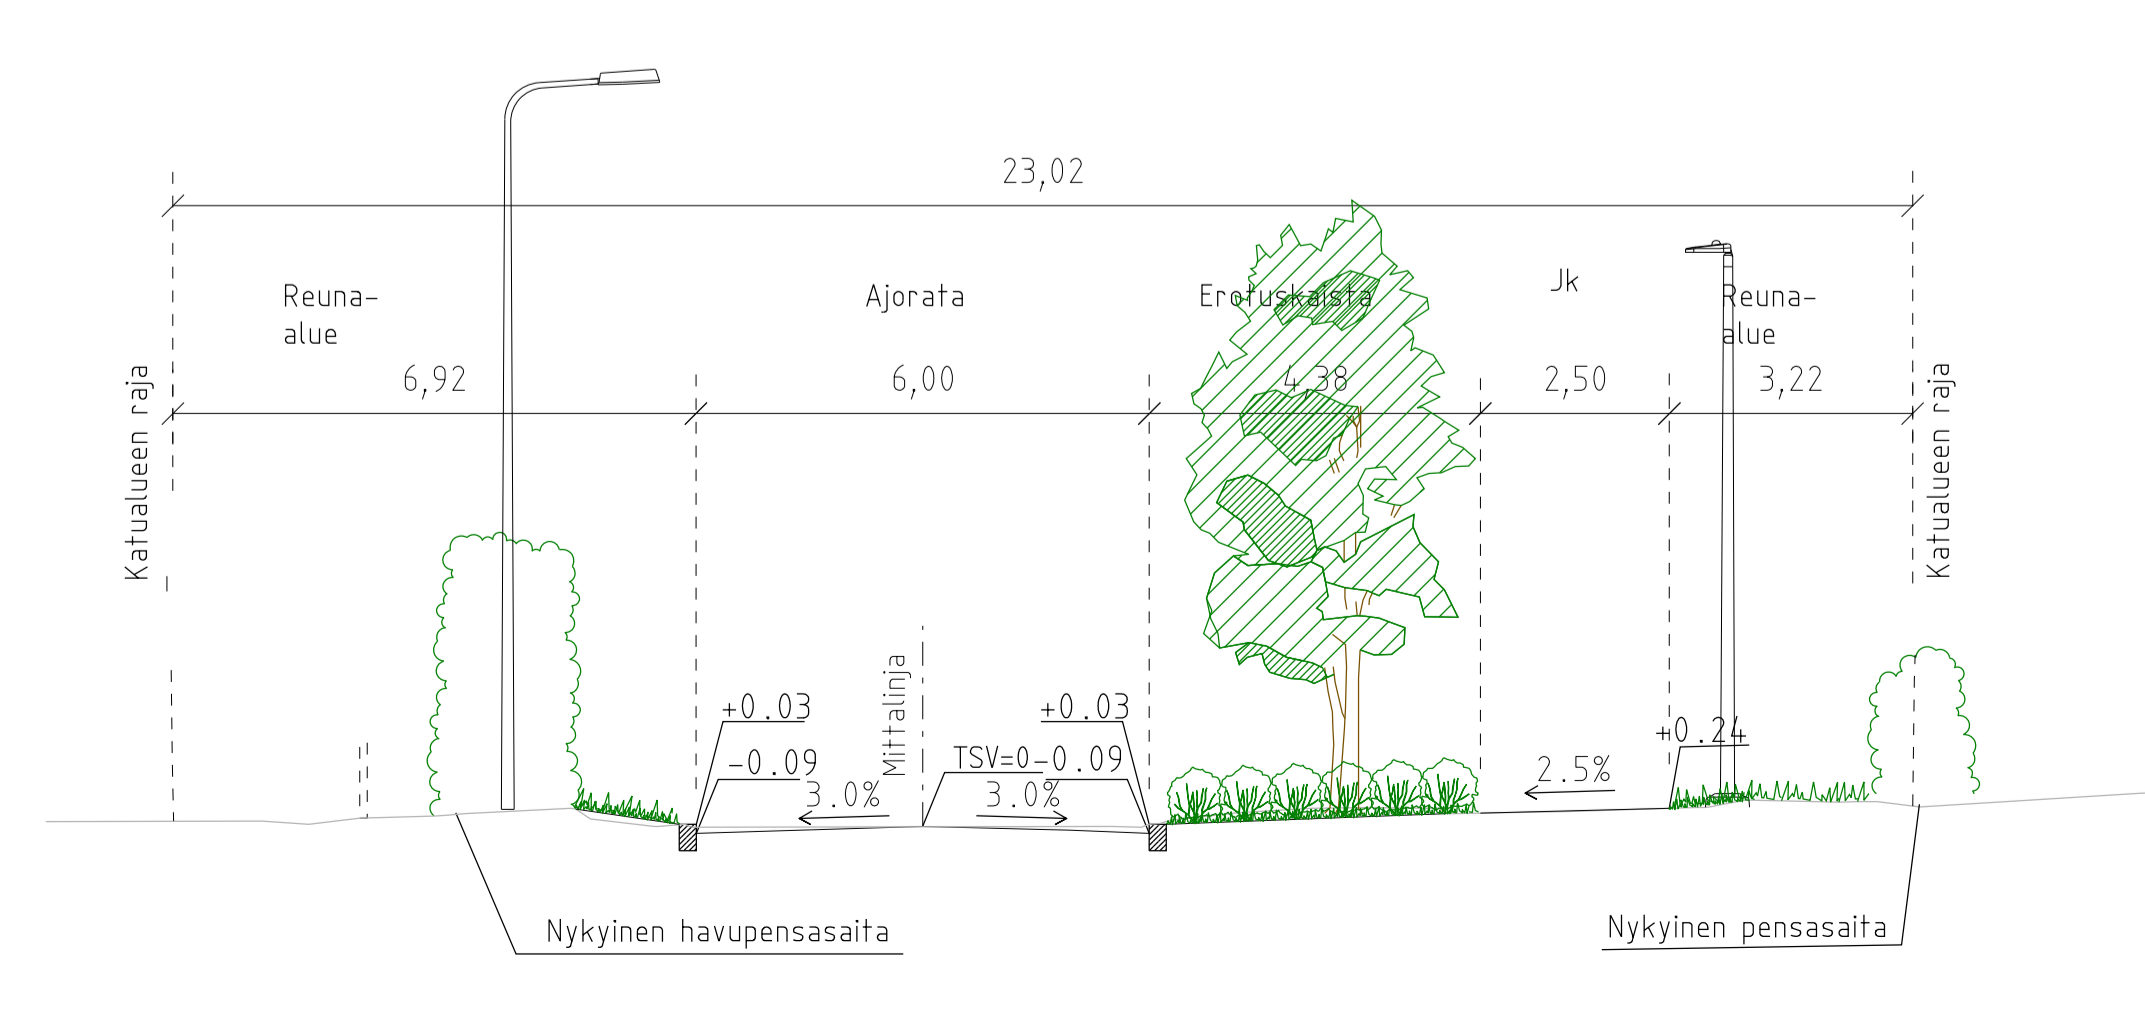 23,02
Reuna-
alue
Ajorata
Erotuskaista
Jk
Reuna-
alue
6,92
6,00
4,38
2,50
3,22
Katualueen raja
Katualueen raja
Mittalinja
+0.03
-0.09
3.0%
+0.03
TSV=0
-0.09
3.0%
2.5%
+0.24
Nykyinen havupensasaita
Nykyinen pensasaita